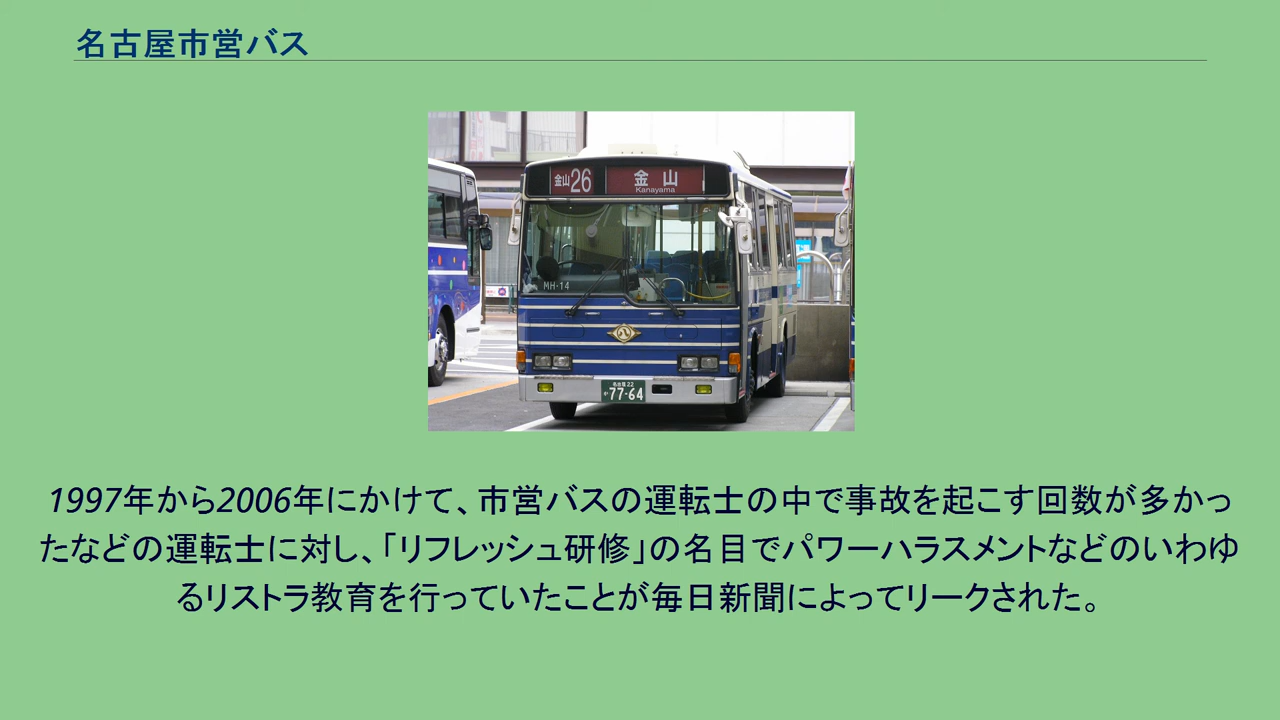 名古屋市営バス
金山26
金山
Kanayama
MH-14
名古屋 22
77-64
1997年から2006年にかけて、市営バスの運転士の中で事故を起こす回数が多かっ
たなどの運転士に対し、「リフレッシュ研修」の名目でパワーハラスメントなどのいわゆ
るリストラ教育を行っていたことが毎日新聞によってリークされた。